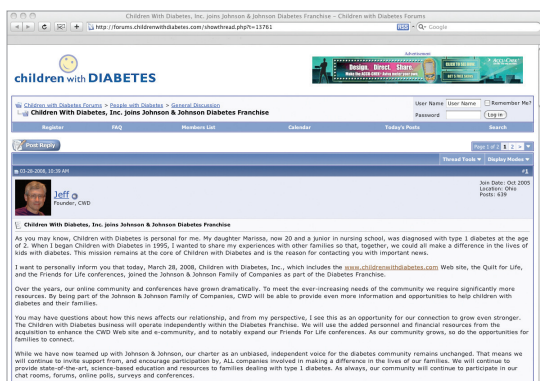 Children With Diabetes, Inc. joins Johnson & Johnson Diabetes Franchise – Children with Diabetes Forums
http://forums.childrenwithdiabetes.com/showthread.php?t=13761
RSS
Google
Advertisement
Design. Direct. Share.
children with DIABETES
Children with Diabetes Forums > People with Diabetes > General Discussion
Children With Diabetes, Inc. joins Johnson & Johnson Diabetes Franchise
User Name User Name Remember Me?
Password Log in
Register FAQ Members List Calendar Today's Posts Search
Post Reply
Page 1 of 2 1 2 >
Thread Tools Display Modes
03-28-2008, 10:35 AM #1
Jeff
Founder, CWD
Join Date: Oct 2005
Location: Ohio
Posts: 639
Children With Diabetes, Inc. joins Johnson & Johnson Diabetes Franchise
As you may know, Children with Diabetes is personal for me. My daughter Marissa, now 20 and a junior in nursing school, was diagnosed with type 1 diabetes at the age
of 2. When I began Children with Diabetes in 1995, I wanted to share my experiences with other families so that, together, we could all make a difference in the lives of
kids with diabetes. This mission remains at the core of Children with Diabetes and is the reason for contacting you with important news.
I want to personally inform you that today, March 28, 2008, Children with Diabetes, Inc., which includes the www.childrenwithdiabetes.com Web site, the Quilt for Life,
and the Friends for Life conferences, joined the Johnson & Johnson Family of Companies as part of the Diabetes Franchise.
Over the years, our online community and conferences have grown dramatically. To meet the ever-increasing needs of the community we require significantly more
resources. By being part of the Johnson & Johnson Family of Companies, CWD will be able to provide even more information and opportunities to help children with
diabetes and their families.
You may have questions about how this news affects our relationship, and from my perspective, I see this as an opportunity for our connection to grow even stronger.
The Children With Diabetes business will operate independently within the Diabetes Franchise. We will use the added personnel and financial resources from the
acquisition to enhance the CWD Web site and e-community, and to notably expand our Friends For Life conferences. As our community grows, so do the opportunities for
families to connect.
While we have now teamed up with Johnson & Johnson, our charter as an unbiased, independent voice for the diabetes community remains unchanged. That means we
will continue to invite support from, and encourage participation by, ALL companies involved in making a difference in the lives of our families. We will continue to
provide state-of-the-art, science-based education and resources to families dealing with type 1 diabetes. As always, our community will continue to participate in our
chat rooms, forums, online polls, surveys and conferences.